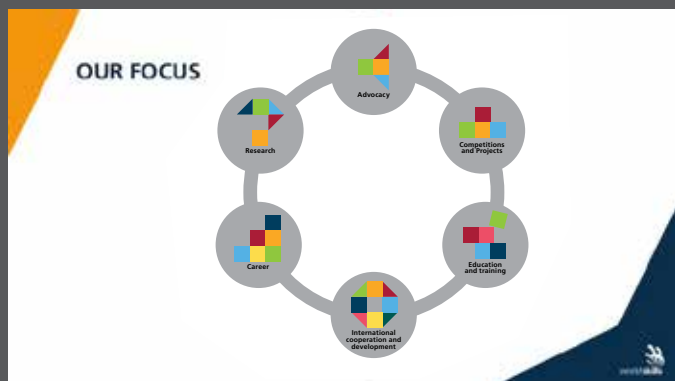 OUR FOCUS
Advocacy
Competitions
and Projects
Education
and training
International
cooperation and
development
Career
Research
worldskills